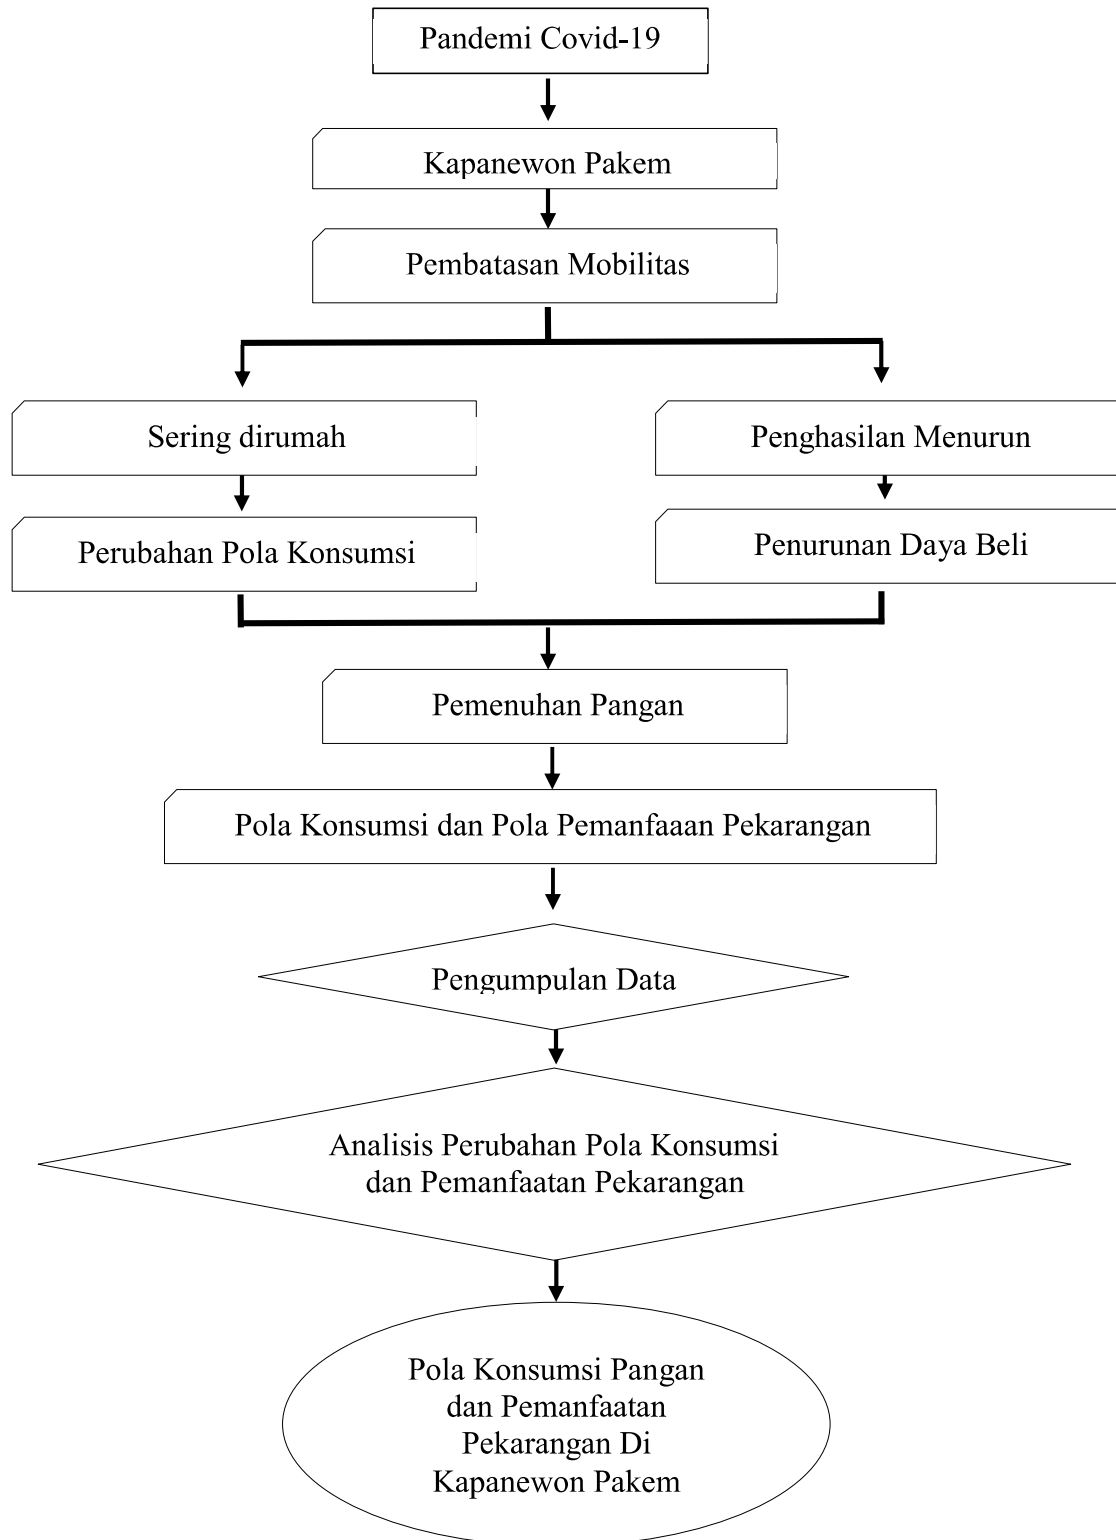 Pandemi Covid-19
Kapanewon Pakem
Pembatasan Mobilitas
Sering dirumah
Penghasilan Menurun
Perubahan Pola Konsumsi
Penurunan Daya Beli
Pemenuhan Pangan
Pola Konsumsi dan Pola Pemanfaaan Pekarangan
Pengumpulan Data
Analisis Perubahan Pola Konsumsi
dan Pemanfaatan Pekarangan
Pola Konsumsi Pangan
dan Pemanfaatan
Pekarangan Di
Kapanewon Pakem